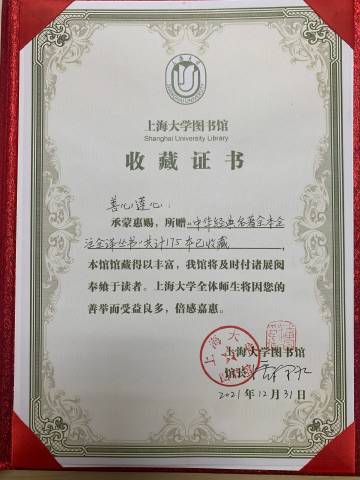 上海大学图书馆
Shanghai University Library
收藏证书
善心莲心：
承蒙惠赐，所赠《中华经典名著全本全
注全译丛书》共计175本已收藏，
本馆馆藏得以丰富，我馆将及时付诸展阅
奉飨于读者。上海大学全体师生将因您的
善举而受益良多，倍感嘉惠。
上海大学图书馆
馆长
2021年12月31日